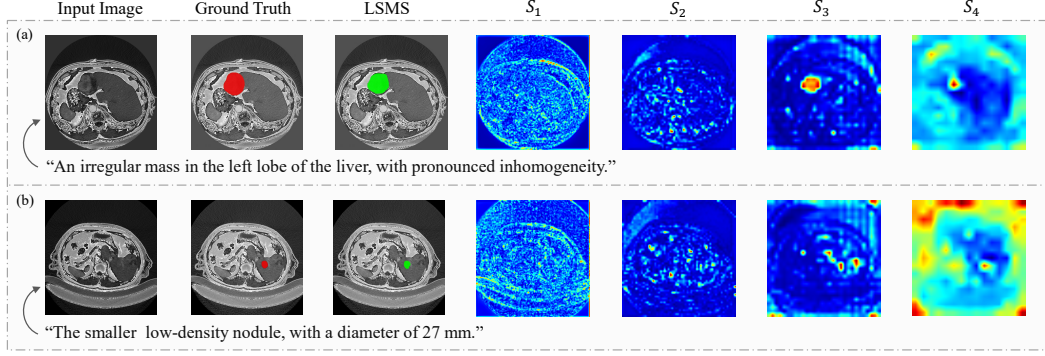 Input Image Ground Truth LSMS S₁ S₂ S₃ S₄
(a)
“An irregular mass in the left lobe of the liver, with pronounced inhomogeneity.”
(b)
“The smaller low-density nodule, with a diameter of 27 mm.”